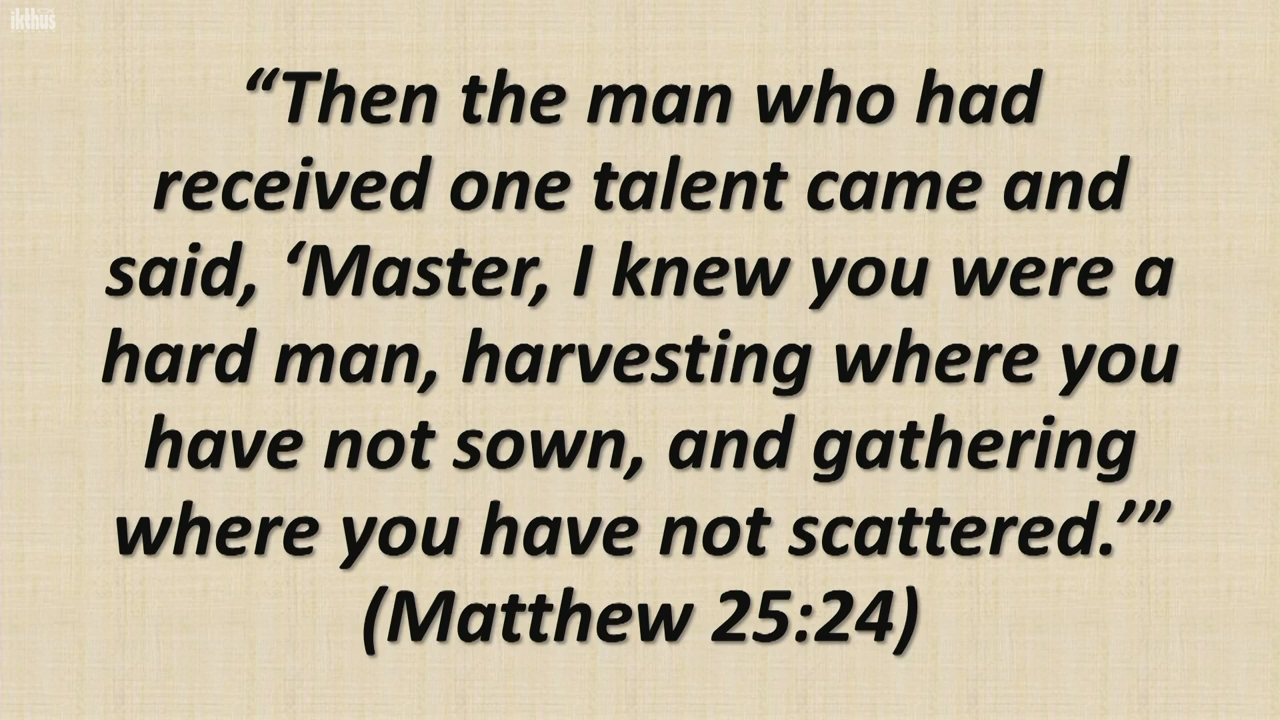 ikthus
“Then the man who had
received one talent came and
said, ‘Master, I knew you were a
hard man, harvesting where you
have not sown, and gathering
where you have not scattered.’”
(Matthew 25:24)